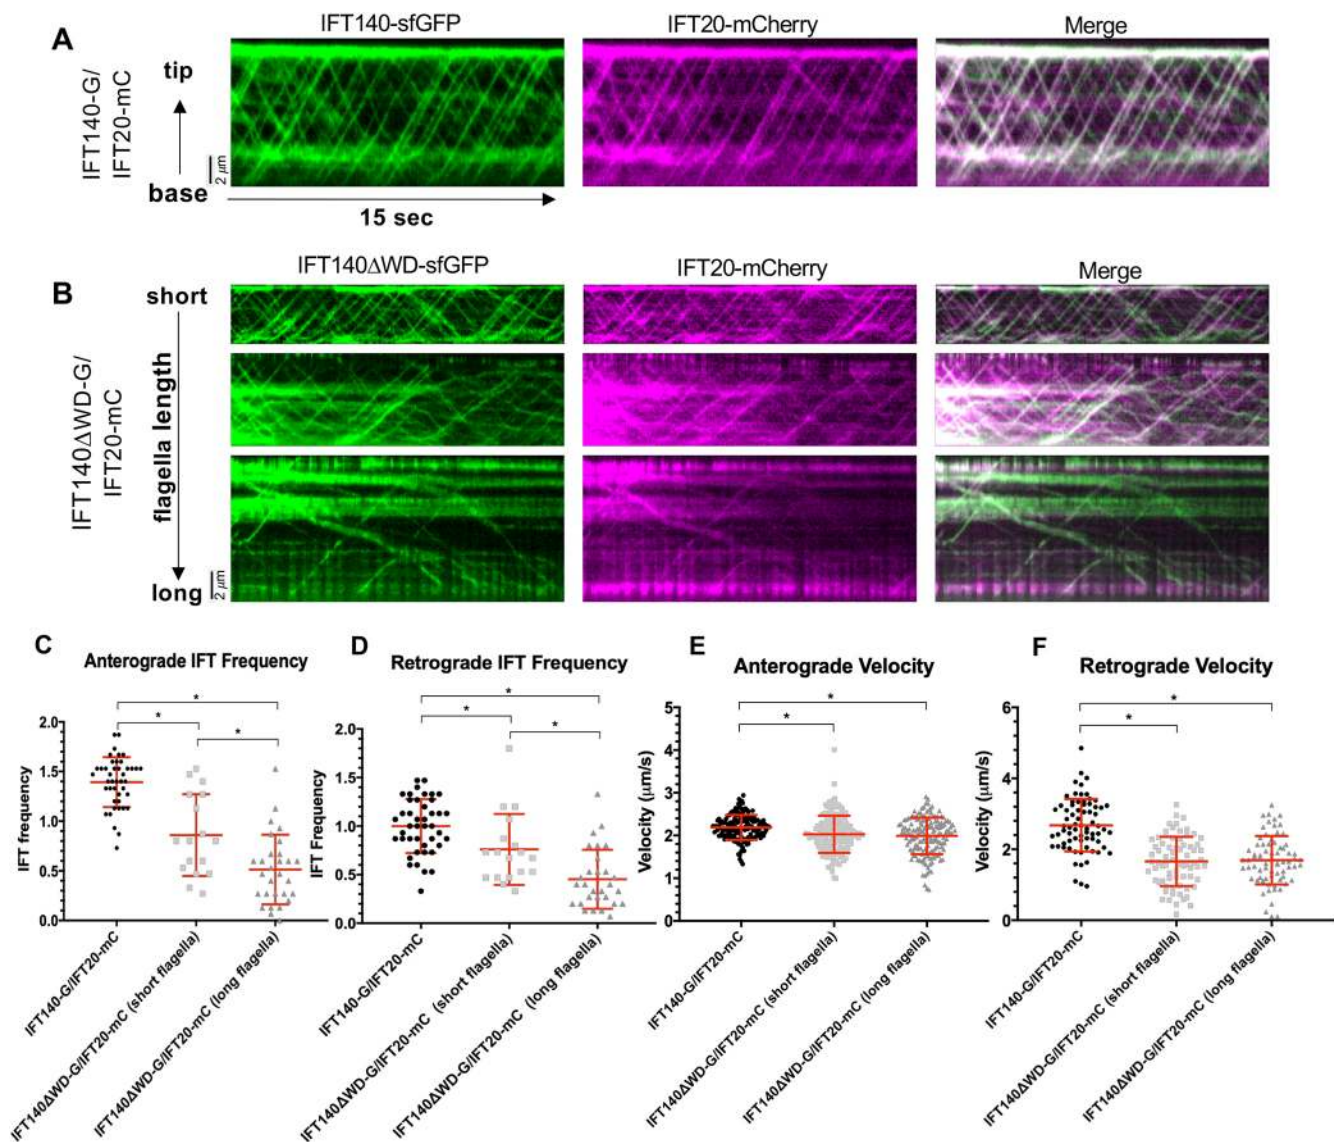 A
IFT140-sfGFP
IFT20-mCherry
Merge
IFT140-G/
IFT20-mC
tip
base
2 μm
15 sec
B
IFT140ΔWD-sfGFP
IFT20-mCherry
Merge
IFT140ΔWD-G/
IFT20-mC
short
flagella length
long
2 μm
C
Anterograde IFT Frequency
*
*
*
IFT frequency
2.0
1.5
1.0
0.5
0.0
IFT140-G/IFT20-mC
IFT140ΔWD-G/IFT20-mC (short flagella)
IFT140ΔWD-G/IFT20-mC (long flagella)
D
Retrograde IFT Frequency
*
*
*
IFT Frequency
2.0
1.5
1.0
0.5
0.0
IFT140-G/IFT20-mC
IFT140ΔWD-G/IFT20-mC (short flagella)
IFT140ΔWD-G/IFT20-mC (long flagella)
E
Anterograde Velocity
*
*
Velocity (μm/s)
5
4
3
2
1
0
IFT140-G/IFT20-mC
IFT140ΔWD-G/IFT20-mC (short flagella)
IFT140ΔWD-G/IFT20-mC (long flagella)
F
Retrograde Velocity
*
*
Velocity (μm/s)
6
4
2
0
IFT140-G/IFT20-mC
IFT140ΔWD-G/IFT20-mC (short flagella)
IFT140ΔWD-G/IFT20-mC (long flagella)